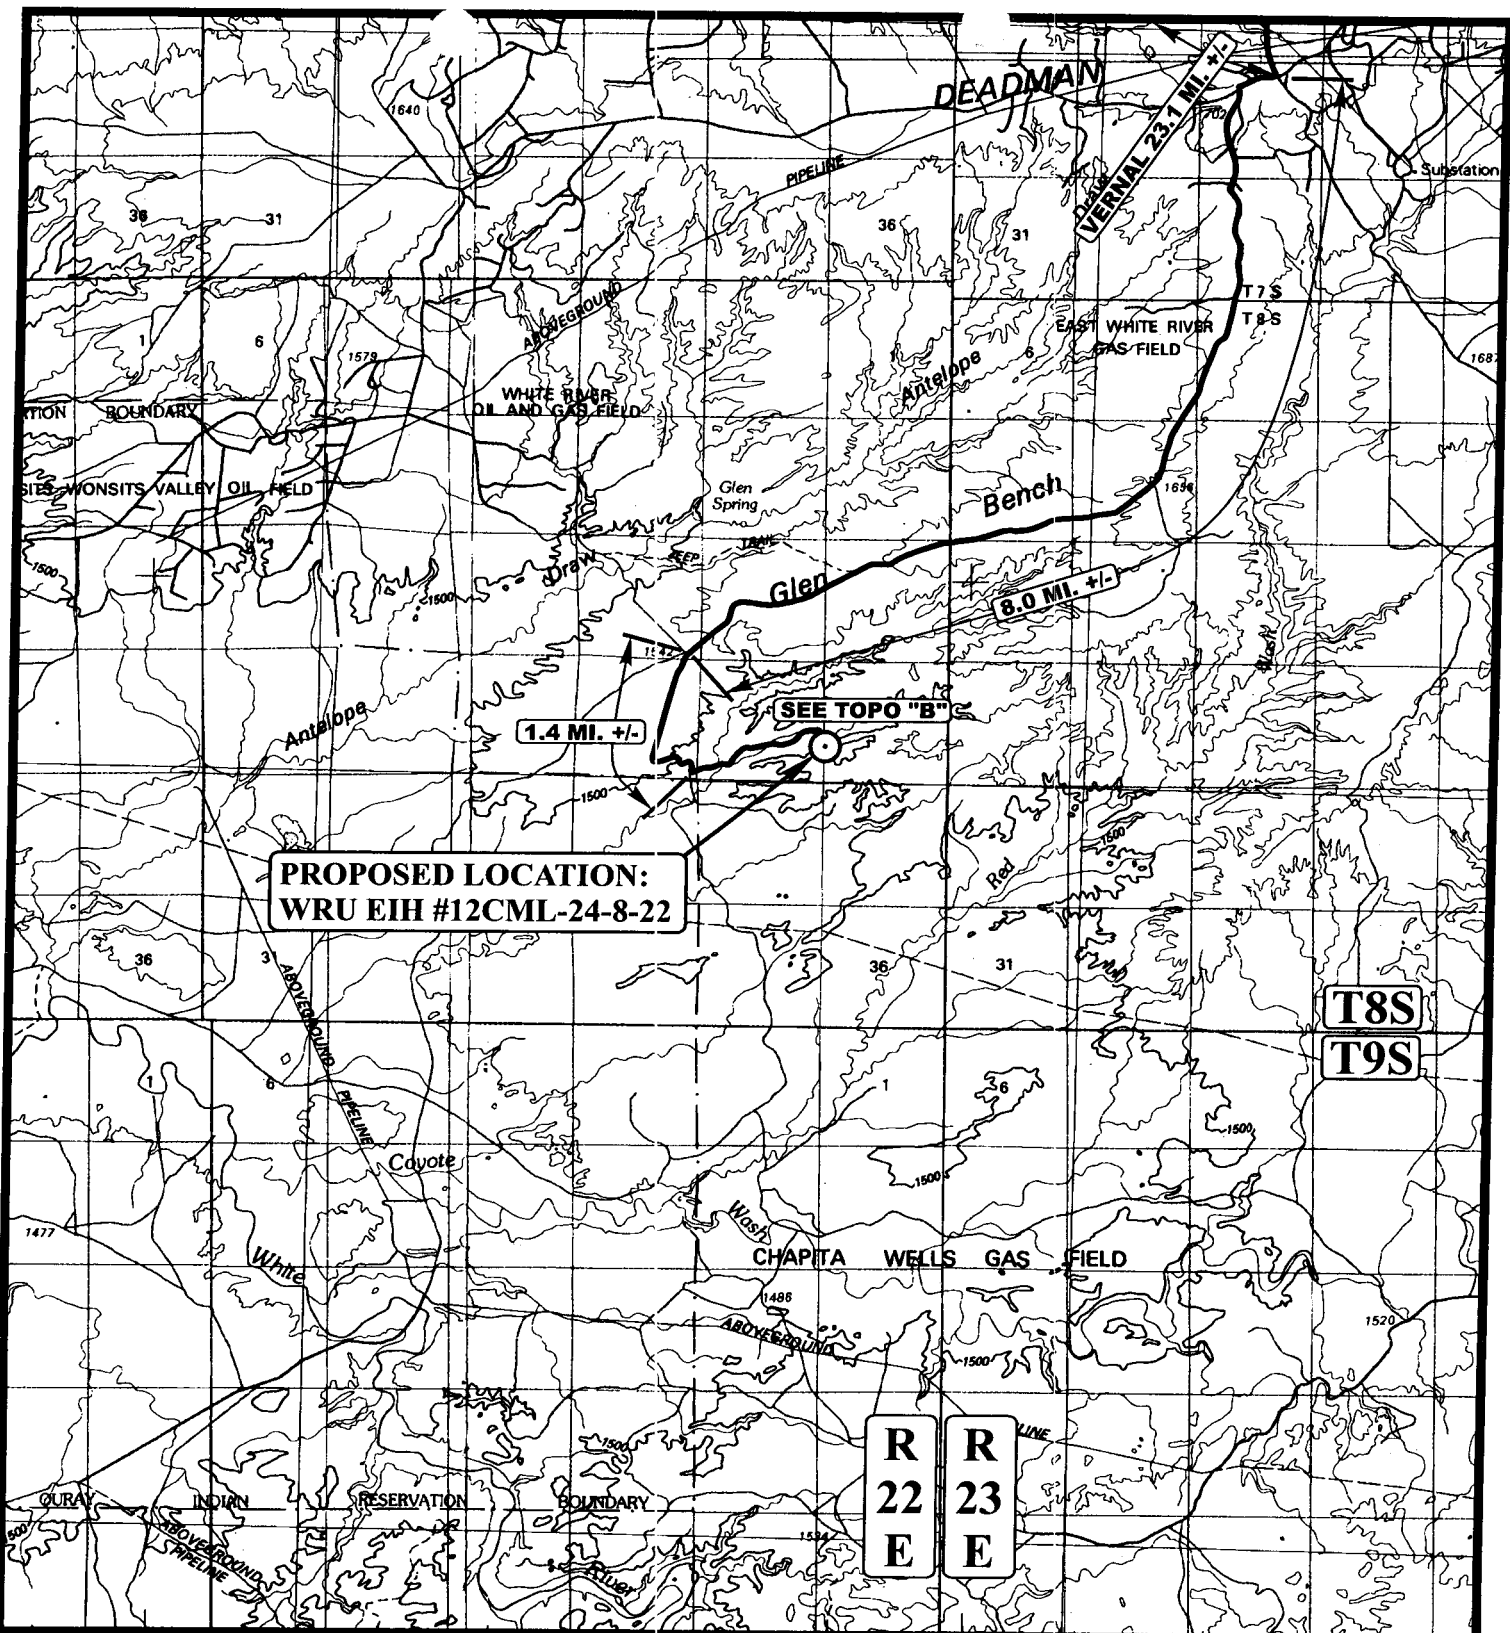 DEADMAN
VERNAL 23.1 MI. +/-
Draw
1640
PIPELINE
Substation
36
31
36
31
T7S
T8S
ABOVEGROUND
EAST WHITE RIVER
GAS FIELD
1
6
1579
1
6
Antelope
1687
WHITE RIVER
OIL AND GAS FIELD
BOUNDARY
WONSITS VALLEY OIL FIELD
Glen
Spring
Bench
1500
Draw
JEEP TRAIL
Glen
1500
8.0 MI. +/-
Wash
1542
Antelope
1.4 MI. +/-
SEE TOPO "B"
1500
1500
Red
PROPOSED LOCATION:
WRU EIH #12CML-24-8-22
36
31
36
31
ABOVEGROUND
PIPELINE
T8S
T9S
1
6
1
6
1500
Coyote
1500
Wash
1477
White
CHAPITA WELLS GAS FIELD
1486
ABOVEGROUND
1520
1500
R
22
E
R
23
E
LINE
1500
OURAY INDIAN RESERVATION BOUNDARY
1500
ABOVEGROUND
PIPELINE
River